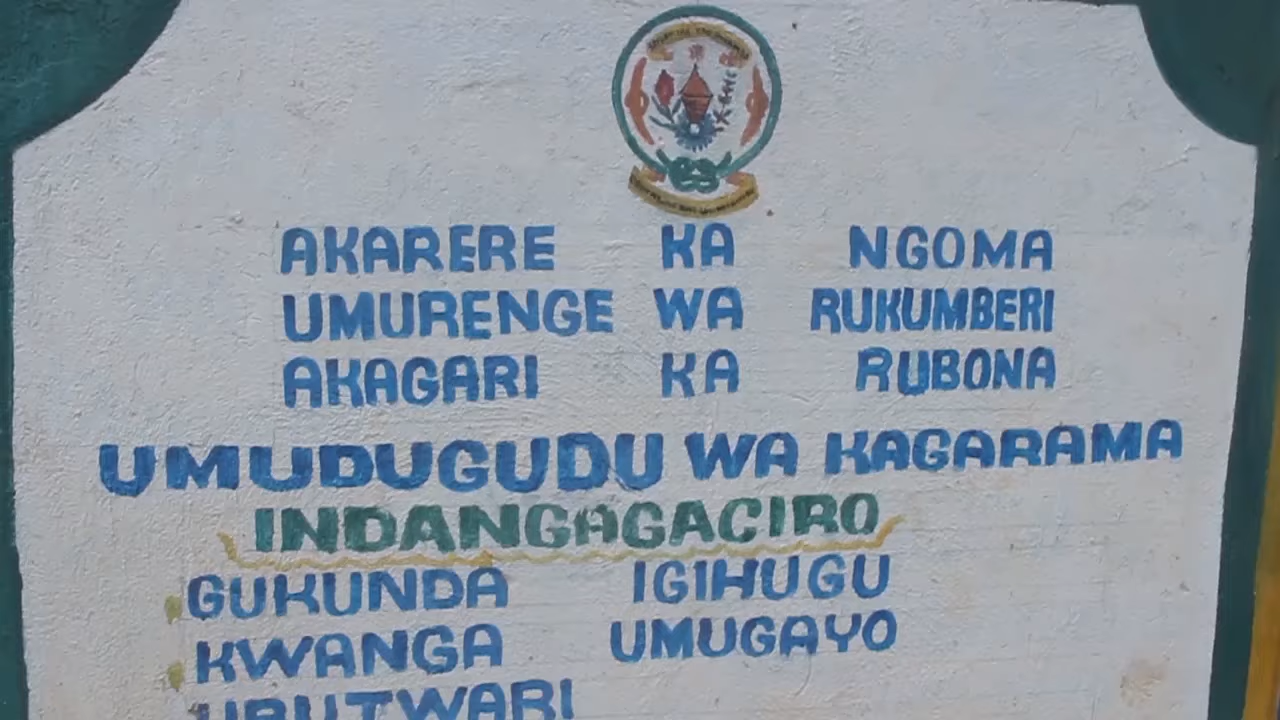 AKARERE KA NGOMA
UMURENGE WA RUKUMBERI
AKAGARI KA RUBONA
UMUDUGUDU WA KAGARAMA
INDANGAGACIRO
GUKUNDA IGIHUGU
KWANGA UMUGAYO
UBUTWARI